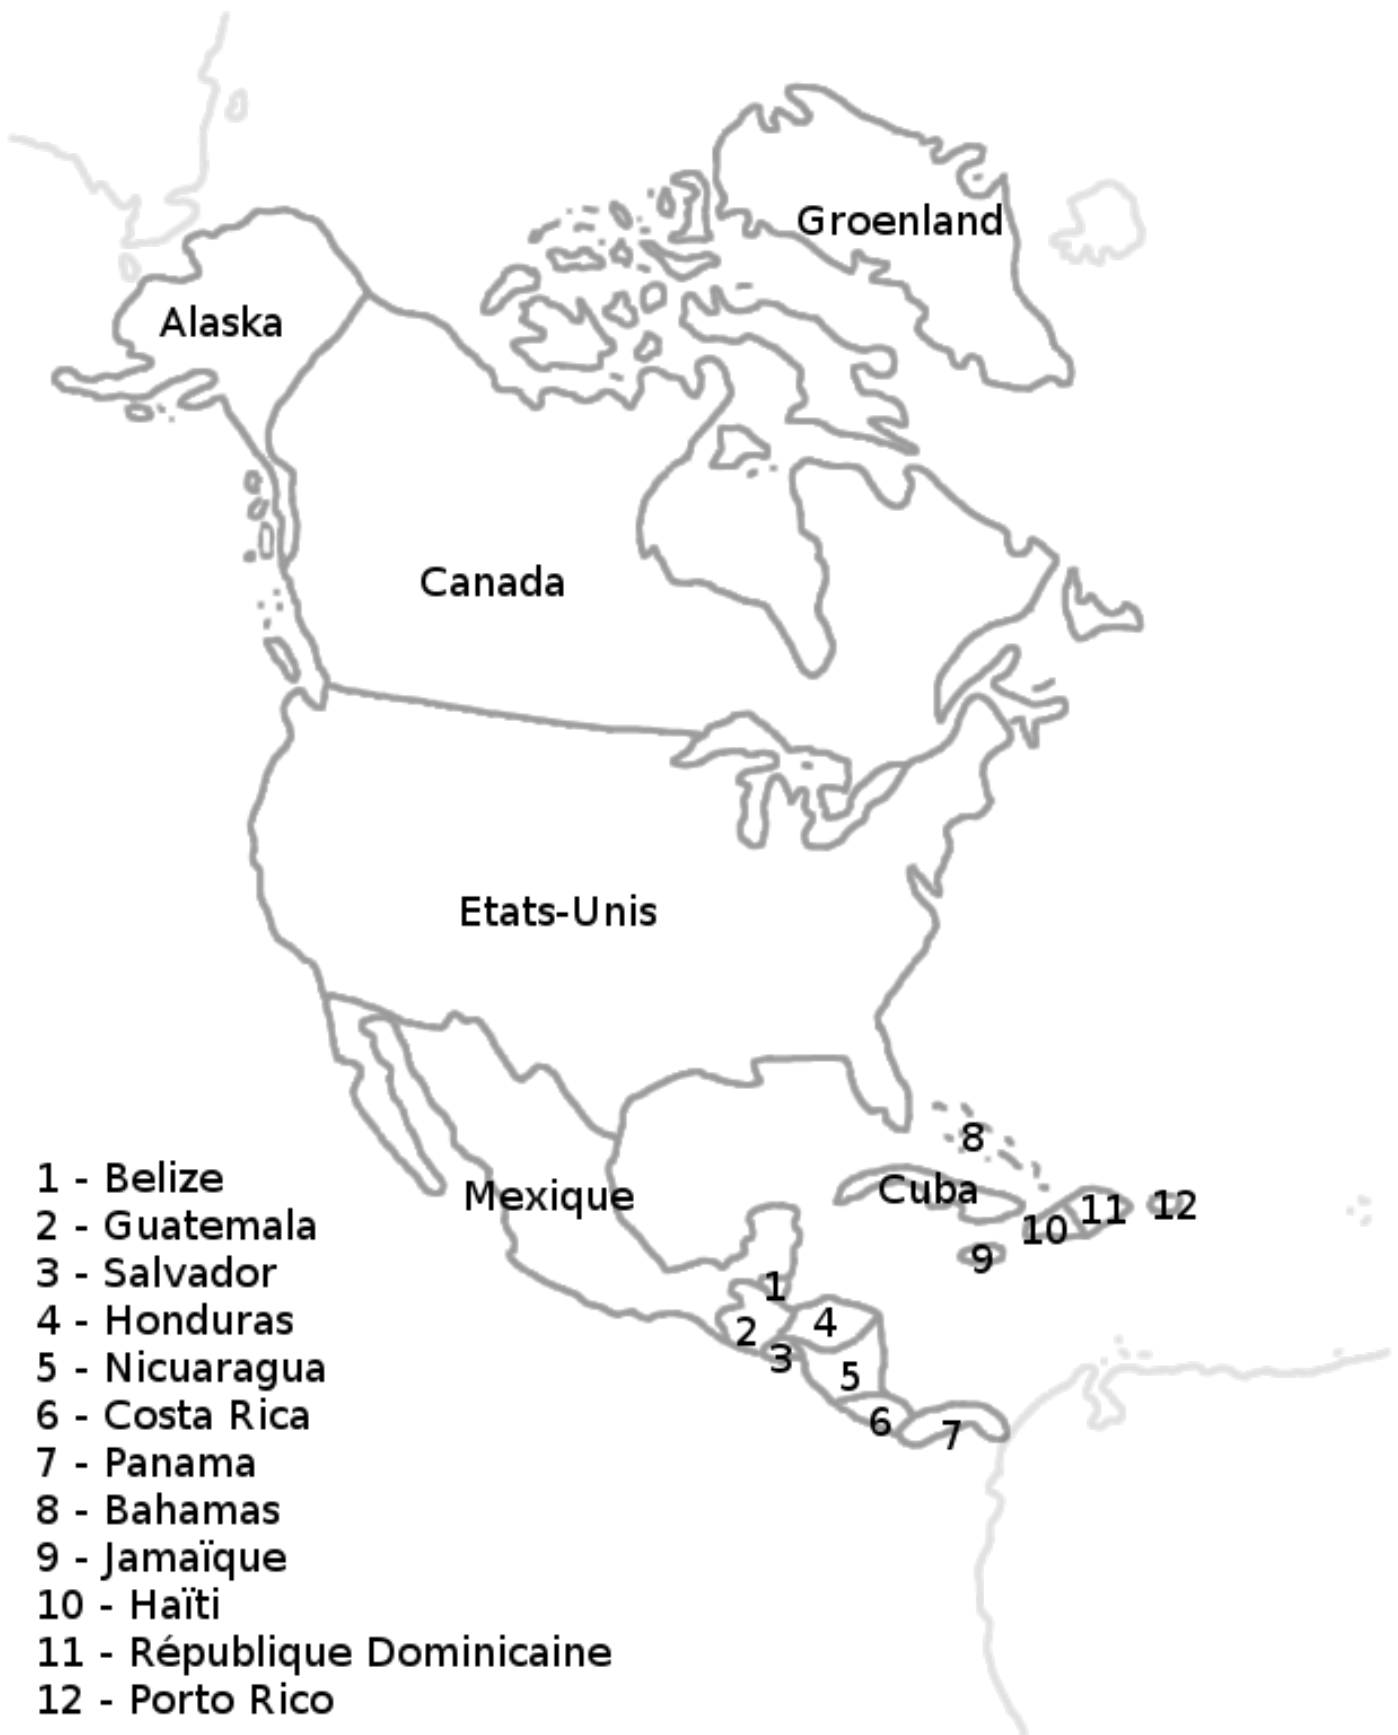 Groenland
Alaska
Canada
Etats-Unis
8
Mexique
Cuba
11
12
10
9
1
2
4
3
5
6
7
1 - Belize
2 - Guatemala
3 - Salvador
4 - Honduras
5 - Nicuaragua
6 - Costa Rica
7 - Panama
8 - Bahamas
9 - Jamaïque
10 - Haïti
11 - République Dominicaine
12 - Porto Rico